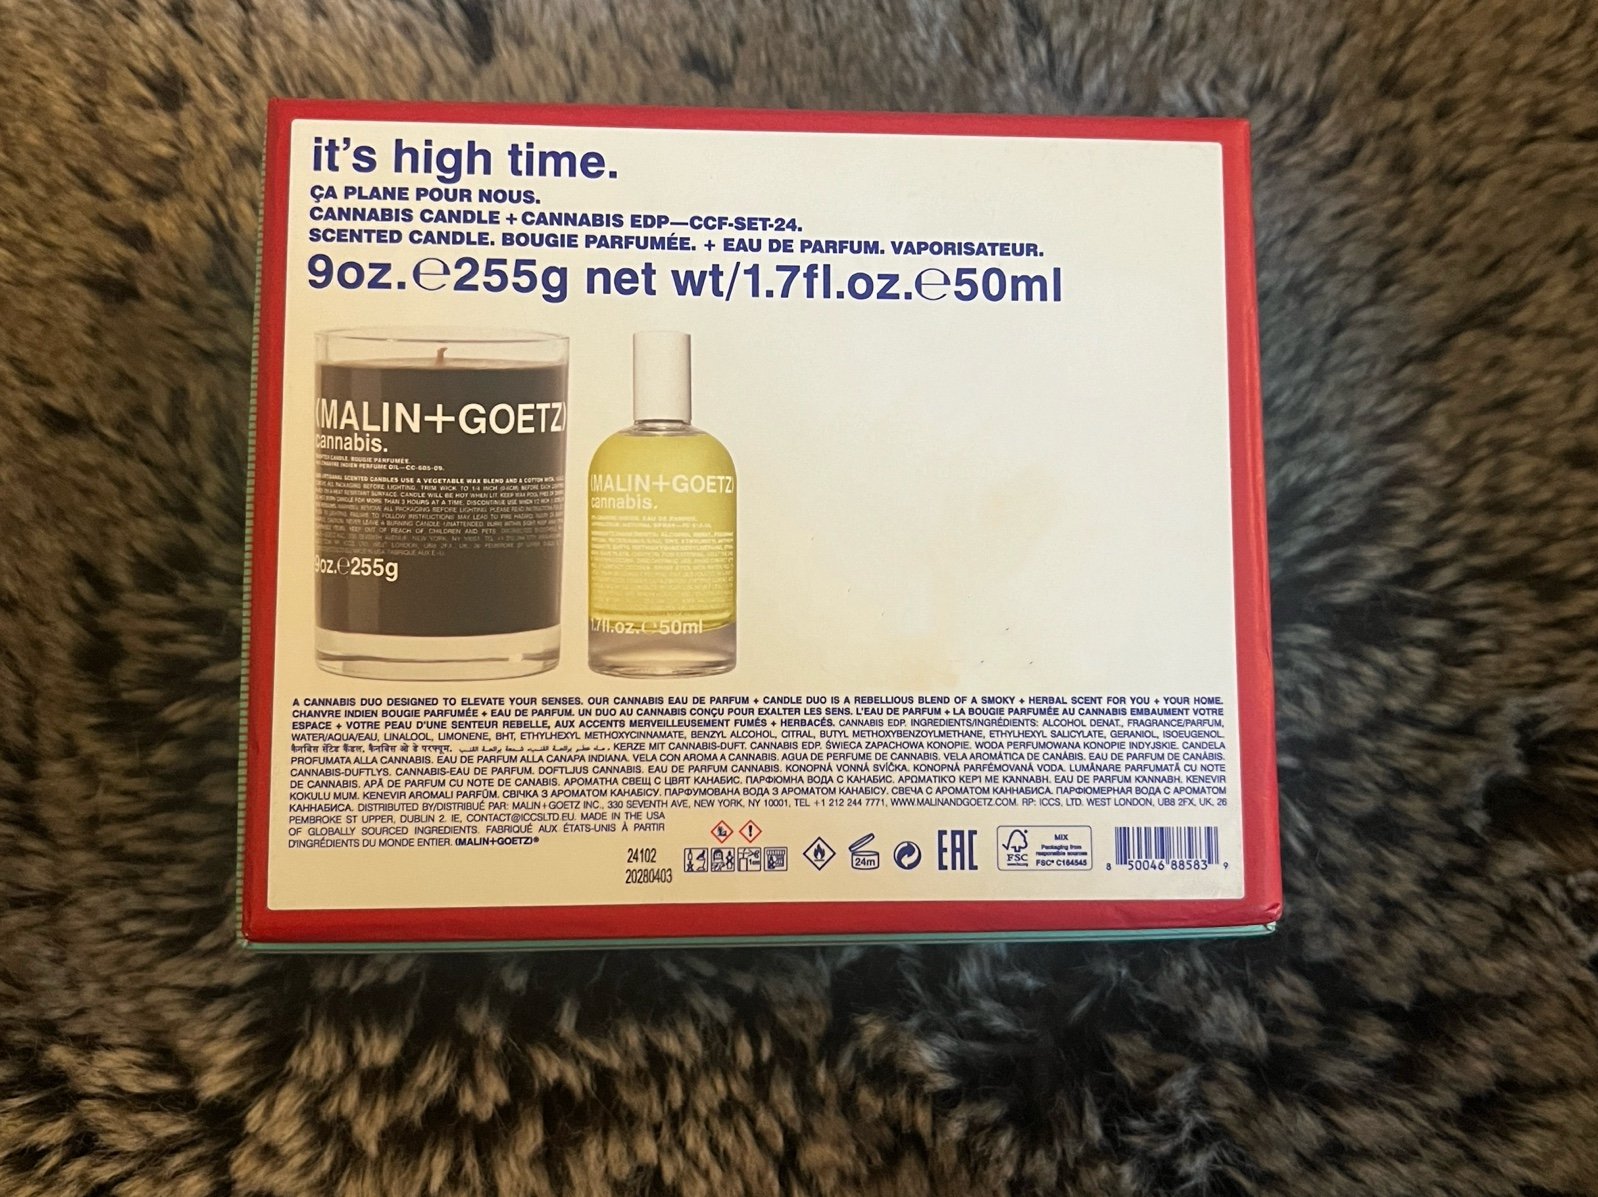 it's high time.
ÇA PLANE POUR NOUS.
CANNABIS CANDLE + CANNABIS EDP—CCF-SET-24.
SCENTED CANDLE. BOUGIE PARFUMÉE. + EAU DE PARFUM. VAPORISATEUR.
9oz.℮255g net wt/1.7fl.oz.℮50ml
(MALIN+GOETZ)
cannabis.
9oz.℮255g
(MALIN+GOETZ)
cannabis.
1.7fl.oz.℮50ml
A CANNABIS DUO DESIGNED TO ELEVATE YOUR SENSES. OUR CANNABIS EAU DE PARFUM + CANDLE DUO IS A REBELLIOUS BLEND OF A SMOKY + HERBAL SCENT FOR YOU + YOUR HOME.
CHANVRE INDIEN BOUGIE PARFUMÉE + EAU DE PARFUM. UN DUO AU CANNABIS CONÇU POUR EXALTER LES SENS. L'EAU DE PARFUM + LA BOUGIE PARFUMÉE AU CANNABIS EMBAUMENT VOTRE
ESPACE + VOTRE PEAU D'UNE SENTEUR REBELLE, AUX ACCENTS MERVEILLEUSEMENT FUMÉS + HERBACÉS. CANNABIS EDP. INGREDIENTS/INGRÉDIENTS: ALCOHOL DENAT., FRAGRANCE/PARFUM,
WATER/AQUA/EAU, LINALOOL, LIMONENE, BHT, ETHYLHEXYL METHOXYCINNAMATE, BENZYL ALCOHOL, CITRAL, BUTYL METHOXYBENZOYLMETHANE, ETHYLHEXYL SALICYLATE, GERANIOL, ISOEUGENOL.
कैनबिस सेंटेड कैंडल, कैनबिस ओ डे परफ्यूम, KERZE MIT CANNABIS-DUFT. CANNABIS EDP. ŚWIECA ZAPACHOWA KONOPIE. WODA PERFUMOWANA KONOPIE INDYJSKIE. CANDELA
PROFUMATA ALLA CANNABIS. EAU DE PARFUM ALLA CANAPA INDIANA. VELA CON AROMA A CANNABIS. AGUA DE PERFUME DE CANNABIS. VELA AROMÁTICA DE CANÁBIS. EAU DE PARFUM DE CANÁBIS.
CANNABIS-DUFTLYS. CANNABIS-EAU DE PARFUM. DOFTLJUS CANNABIS. EAU DE PARFUM CANNABIS. KONOPNÁ VONNÁ SVÍČKA. KONOPNÁ PARFÉMOVANÁ VODA. LUMÂNARE PARFUMATĂ CU NOTE
DE CANNABIS. APĂ DE PARFUM CU NOTE DE CANABIS. АРОМАТНА СВЕЩ С ЦВЯТ КАНАБИС. ПАРФЮМНА ВОДА С КАНАБИС. ΑΡΩΜΑΤΙΚΌ ΚΕΡΊ ΜΕ ΚΆΝΝΑΒΗ. EAU DE PARFUM ΚΆΝΝΑΒΗ. KENEVIR
KOKULU MUM. KENEVIR AROMALI PARFÜM. СВІЧКА З АРОМАТОМ КАНАБІСУ. ПАРФУМОВАНА ВОДА З АРОМАТОМ КАНАБІСУ. СВЕЧА С АРОМАТОМ КАННАБИСА. ПАРФЮМЕРНАЯ ВОДА С АРОМАТОМ
КАННАБИСА. DISTRIBUTED BY/DISTRIBUÉ PAR: MALIN+GOETZ INC., 330 SEVENTH AVE, NEW YORK, NY 10001, TEL +1 212 244 7771, WWW.MALINANDGOETZ.COM. RP: ICCS, LTD. WEST LONDON, UB8 2FX, UK. 26
PEMBROKE ST UPPER, DUBLIN 2. IE, CONTACT@ICCSLTD.EU. MADE IN THE USA
OF GLOBALLY SOURCED INGREDIENTS. FABRIQUÉ AUX ÉTATS-UNIS À PARTIR
D'INGRÉDIENTS DU MONDE ENTIER. (MALIN+GOETZ)®
24102
20280403
24m
EAC
FSC
MIX
Packaging from
responsible sources
FSC® C164545
8 50046 88583 9